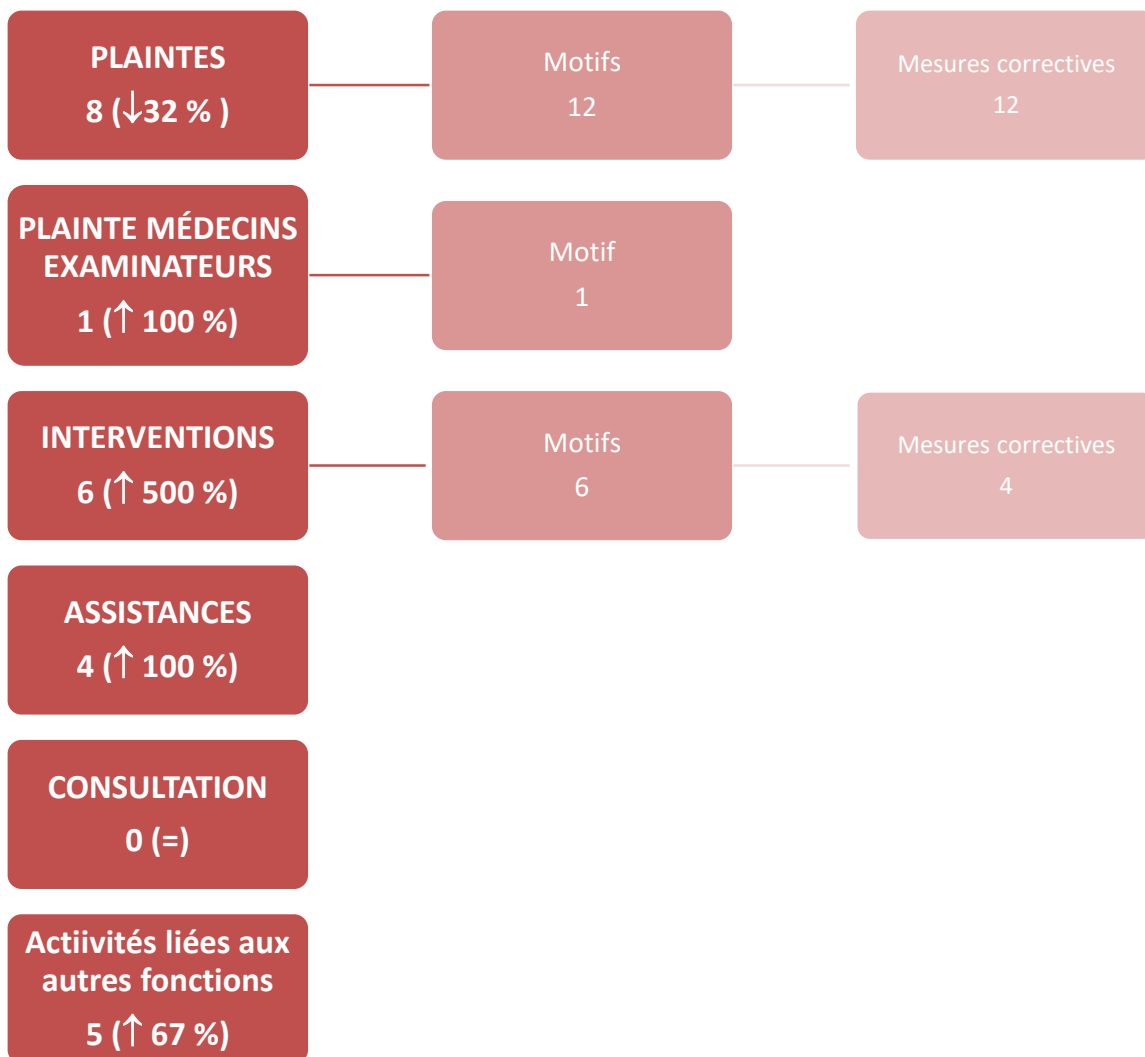 PLAINTES
8 (↓32 % )
Motifs
12
Mesures correctives
12
PLAINTE MÉDECINS
EXAMINATEURS
1 (↑ 100 %)
Motif
1
INTERVENTIONS
6 (↑ 500 %)
Motifs
6
Mesures correctives
4
ASSISTANCES
4 (↑ 100 %)
CONSULTATION
0 (=)
Actiivités liées aux
autres fonctions
5 (↑ 67 %)